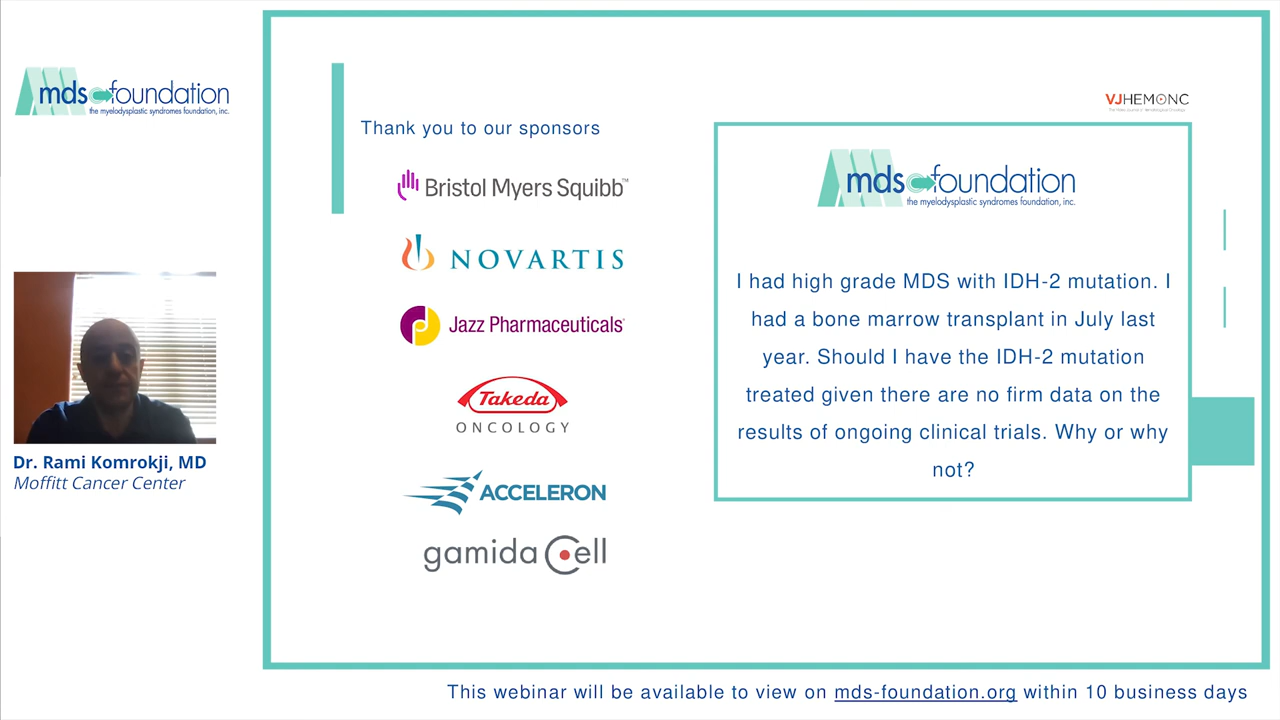 mds foundation
the myelodysplastic syndromes foundation, inc.
Dr. Rami Komrokji, MD
Moffitt Cancer Center
Thank you to our sponsors
Bristol Myers Squibb™
NOVARTIS
Jazz Pharmaceuticals
Takeda
ONCOLOGY
ACCELERON
gamida Cell
VJHEMONC
mds foundation
the myelodysplastic syndromes foundation, inc.
I had high grade MDS with IDH-2 mutation. I
had a bone marrow transplant in July last
year. Should I have the IDH-2 mutation
treated given there are no firm data on the
results of ongoing clinical trials. Why or why
not?
This webinar will be available to view on mds-foundation.org within 10 business days